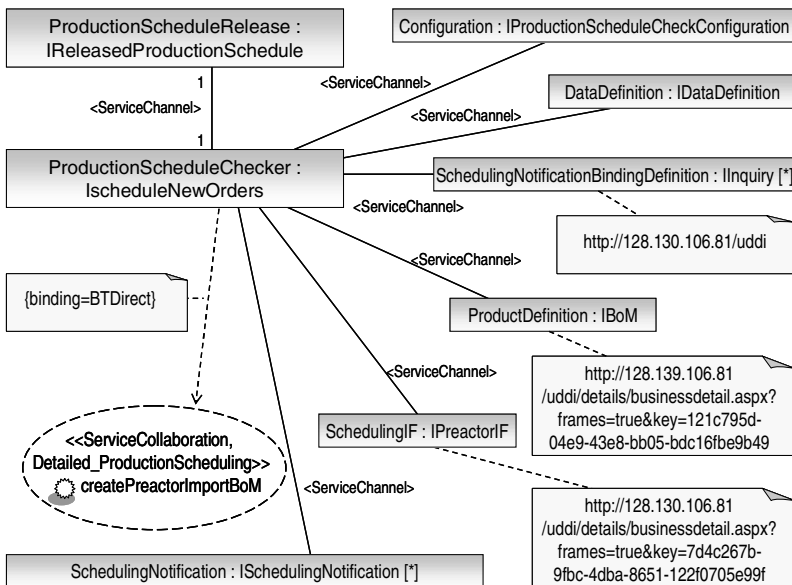 ProductionScheduleRelease :
IReleasedProductionSchedule
Configuration : IProductionScheduleCheckConfiguration
1
<ServiceChannel>
<ServiceChannel>
DataDefinition : IDataDefinition
<ServiceChannel>
1
ProductionScheduleChecker :
IscheduleNewOrders
SchedulingNotificationBindingDefinition : IInquiry [*]
<ServiceChannel>
http://128.130.106.81/uddi
<ServiceChannel>
{binding=BTDirect}
ProductDefinition : IBoM
http://128.139.106.81
/uddi/details/businessdetail.aspx?
frames=true&key=121c795d-
04e9-43e8-bb05-bdc16fbe9b49
<ServiceChannel>
SchedulingIF : IPreactorIF
<<ServiceCollaboration,
Detailed_ProductionScheduling>>
createPreactorImportBoM
<ServiceChannel>
http://128.130.106.81
/uddi/details/businessdetail.aspx?
frames=true&key=7d4c267b-
9fbc-4dba-8651-122f0705e99f
SchedulingNotification : ISchedulingNotification [*]